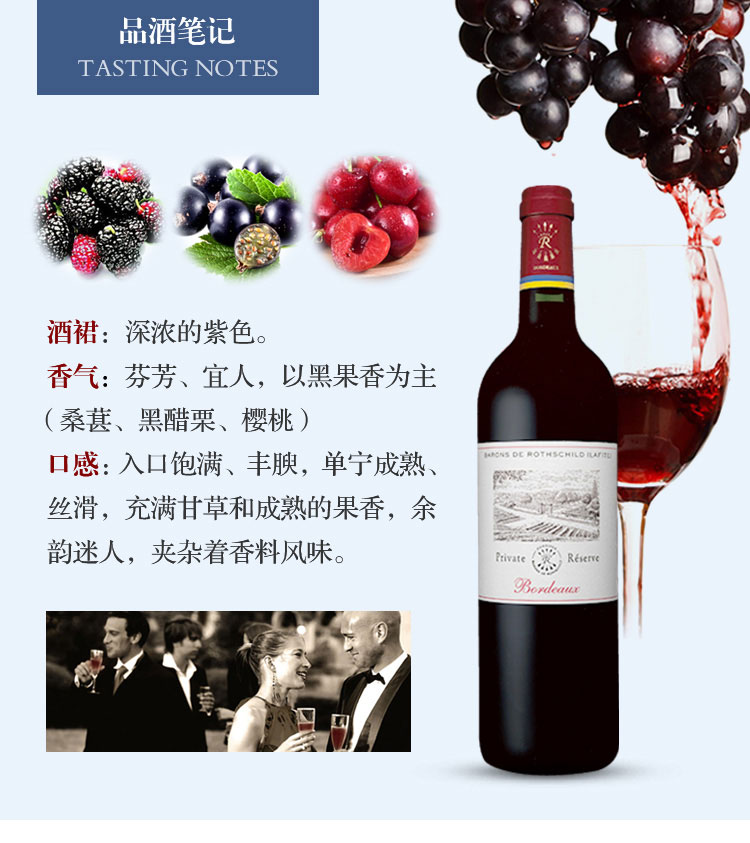 品酒笔记
TASTING NOTES
酒裙：深浓的紫色。
香气：芬芳、宜人，以黑果香为主
（桑葚、黑醋栗、樱桃）
口感：入口饱满、丰腴，单宁成熟、
丝滑，充满甘草和成熟的果香，余
韵迷人，夹杂着香料风味。
R
BORDEAUX
BARONS DE ROTHSCHILD (LAFITE)
Private Réserve
Bordeaux